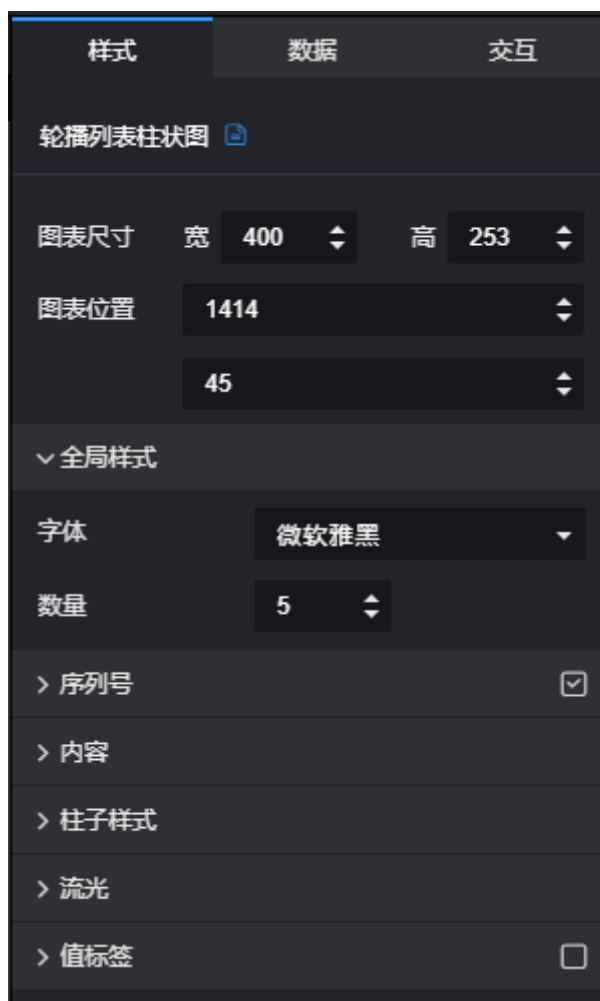 样式 数据 交互
轮播列表柱状图
图表尺寸 宽 400 高 253
图表位置 1414
45
全局样式
字体 微软雅黑
数量 5
序列号
内容
柱子样式
流光
值标签